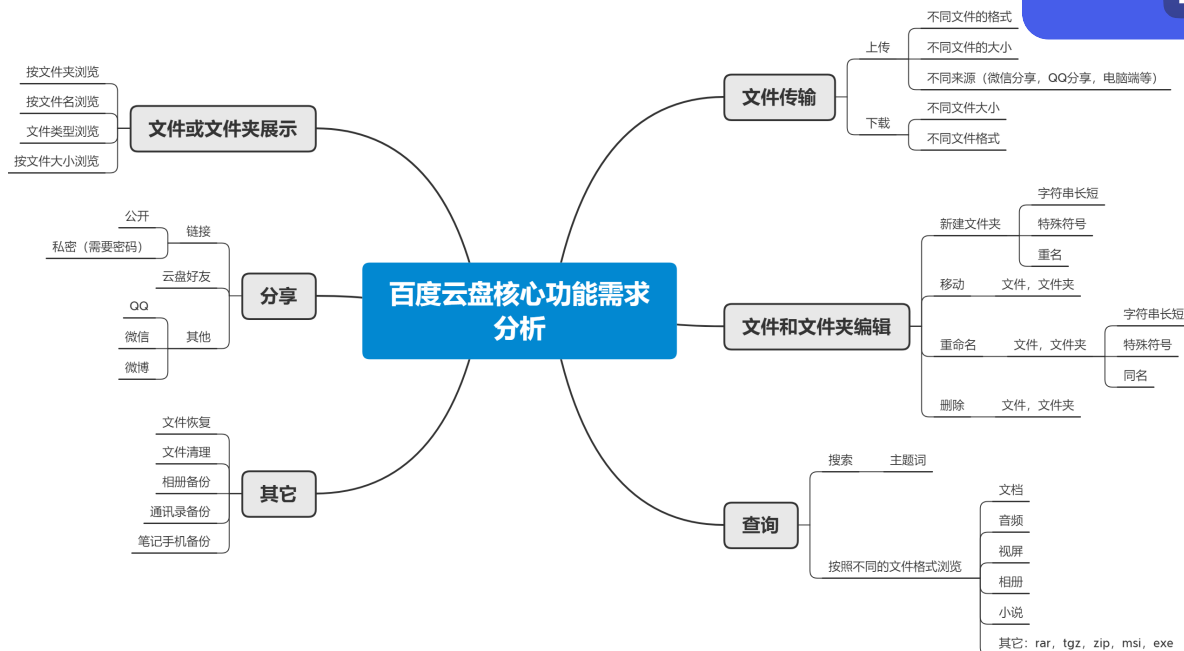 百度云盘核心功能需求
分析
文件传输
上传
不同文件的格式
不同文件的大小
不同来源（微信分享，QQ分享，电脑端等）
下载
不同文件大小
不同文件格式
文件和文件夹编辑
新建文件夹
字符串长短
特殊符号
重名
移动
文件，文件夹
重命名
文件，文件夹
字符串长短
特殊符号
同名
删除
文件，文件夹
查询
搜索
主题词
按照不同的文件格式浏览
文档
音频
视屏
相册
小说
其它：rar，tgz，zip，msi，exe
文件或文件夹展示
按文件夹浏览
按文件名浏览
文件类型浏览
按文件大小浏览
分享
链接
公开
私密（需要密码）
云盘好友
其他
QQ
微信
微博
其它
文件恢复
文件清理
相册备份
通讯录备份
笔记手机备份